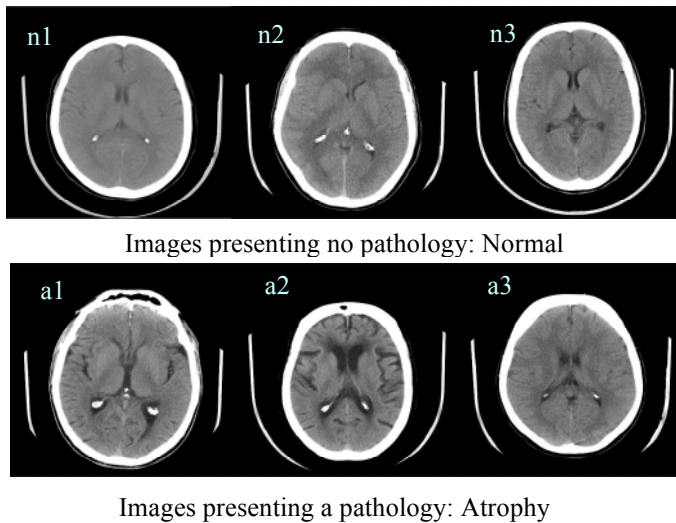 n1 n2 n3
Images presenting no pathology: Normal
a1 a2 a3
Images presenting a pathology: Atrophy